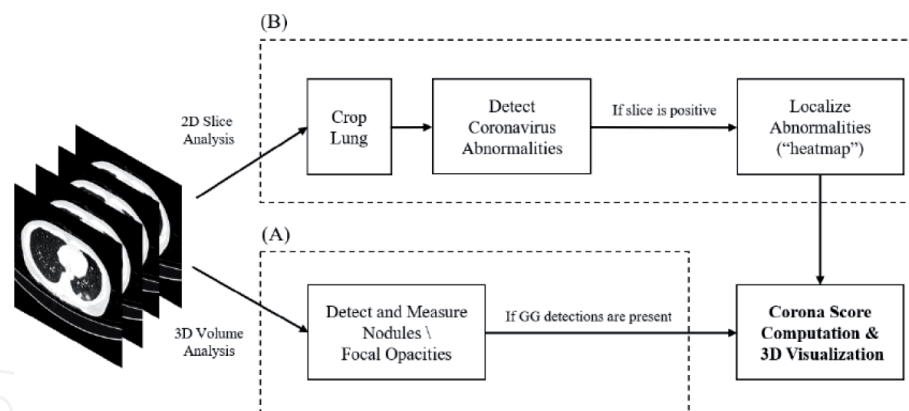 (B)
2D Slice
Analysis
Crop
Lung
Detect
Coronavirus
Abnormalities
If slice is positive
Localize
Abnormalities
(“heatmap”)
(A)
3D Volume
Analysis
Detect and Measure
Nodules \
Focal Opacities
If GG detections are present
Corona Score
Computation &
3D Visualization